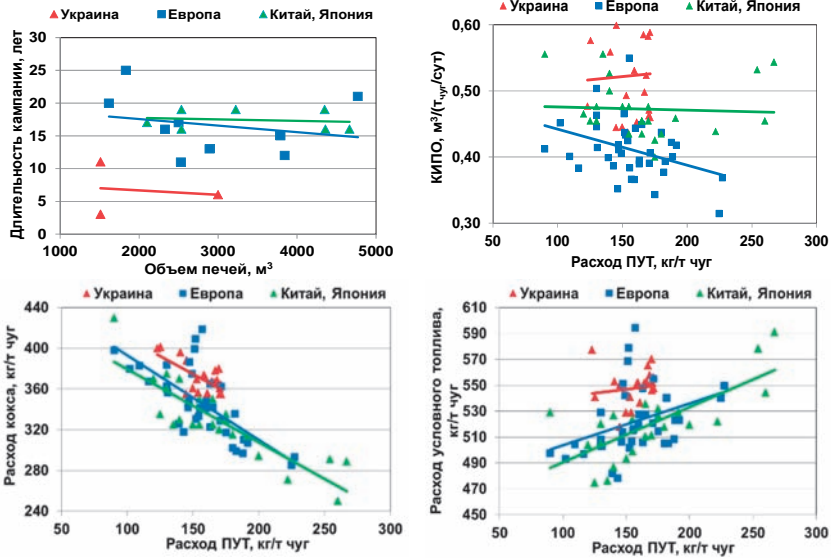 Украина Европа Китай, Япония
Длительность кампании, лет
30
25
20
15
10
5
0
1000 2000 3000 4000 5000
Объем печей, м³
Украина Европа Китай, Япония
КИПО, м³/(тчуг/сут)
0,60
0,50
0,40
0,30
50 100 150 200 250 300
Расход ПУТ, кг/т чуг
Украина Европа Китай, Япония
Расход кокса, кг/т чуг
440
400
360
320
280
240
50 100 150 200 250 300
Расход ПУТ, кг/т чуг
Украина Европа Китай, Япония
Расход условного топлива,
кг/т чуг
610
590
570
550
530
510
490
470
450
50 100 150 200 250 300
Расход ПУТ, кг/т чуг